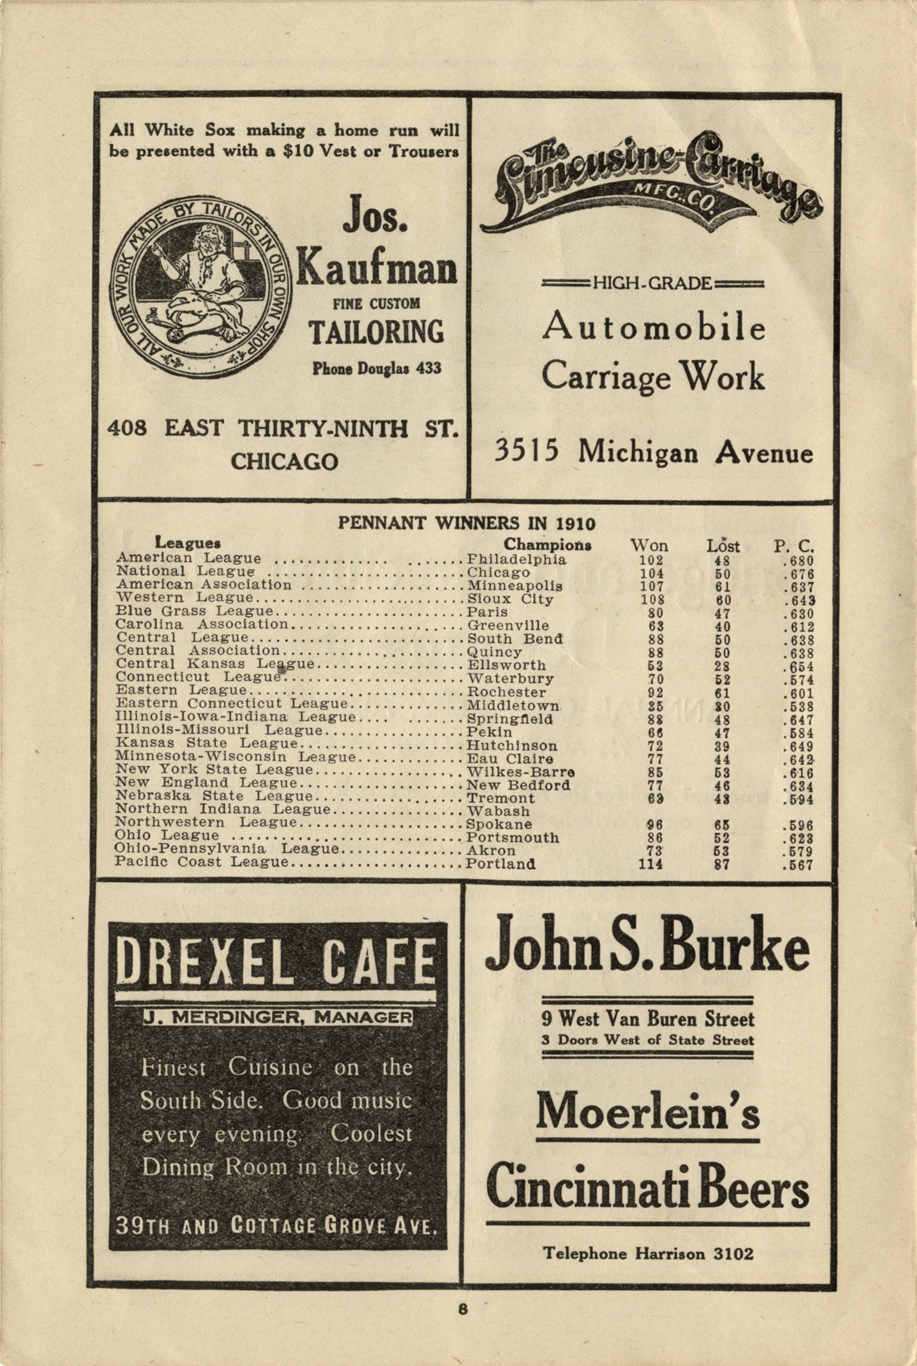 All White Sox making a home run will
be presented with a $10 Vest or Trousers
ALL OUR WORK MADE BY TAILORS IN OUR OWN SHOP
Jos.
Kaufman
FINE CUSTOM
TAILORING
Phone Douglas 433
408 EAST THIRTY-NINTH ST.
CHICAGO
The
Limousine-Carriage
MFG. CO.
HIGH-GRADE
Automobile
Carriage Work
3515 Michigan Avenue
PENNANT WINNERS IN 1910
Leagues Champions Won Lost P. C.
American League Philadelphia 102 48 .680
National League Chicago 104 50 .676
American Association Minneapolis 107 61 .637
Western League Sioux City 108 60 .643
Blue Grass League Paris 80 47 .630
Carolina Association Greenville 63 40 .612
Central League South Bend 88 50 .638
Central Association Quincy 88 50 .638
Central Kansas League Ellsworth 53 28 .654
Connecticut League Waterbury 70 52 .574
Eastern League Rochester 92 61 .601
Eastern Connecticut League Middletown 35 30 .538
Illinois-Iowa-Indiana League Springfield 88 48 .647
Illinois-Missouri League Pekin 66 47 .584
Kansas State League Hutchinson 72 39 .649
Minnesota-Wisconsin League Eau Claire 77 44 .642
New York State League Wilkes-Barre 85 53 .616
New England League New Bedford 77 46 .634
Nebraska State League Tremont 63 43 .594
Northern Indiana League Wabash
Northwestern League Spokane 96 65 .596
Ohio League Portsmouth 86 52 .623
Ohio-Pennsylvania League Akron 73 53 .579
Pacific Coast League Portland 114 87 .567
DREXEL CAFE
J. MERDINGER, MANAGER
Finest Cuisine on the
South Side. Good music
every evening. Coolest
Dining Room in the city.
39TH AND COTTAGE GROVE AVE.
John S. Burke
9 West Van Buren Street
3 Doors West of State Street
Moerlein's
Cincinnati Beers
Telephone Harrison 3102
8